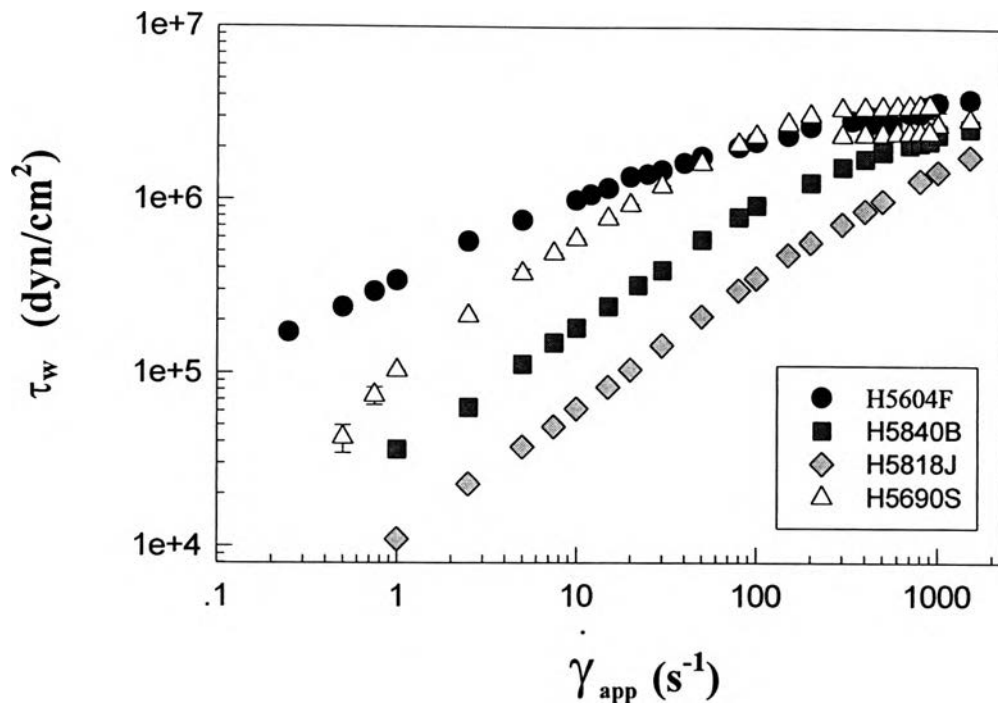 1e+7
1e+6
1e+5
1e+4
τw (dyn/cm²)
H5604F
H5840B
H5818J
H5690S
.1 1 10 100 1000
γ app (s⁻¹)